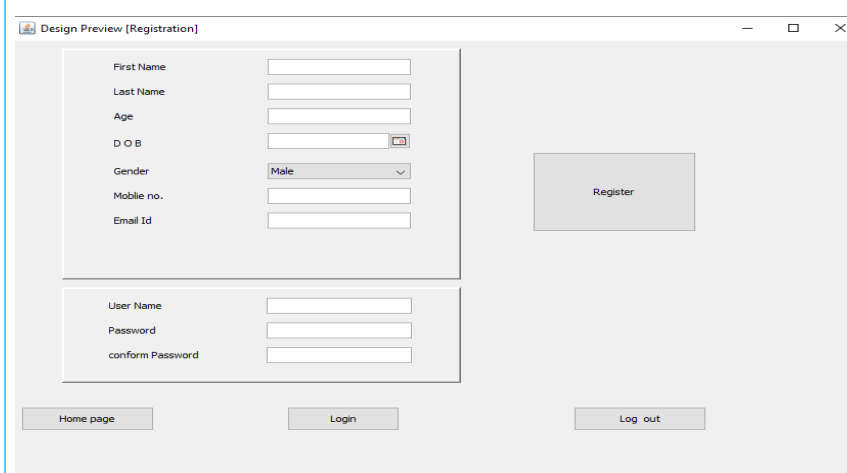 Design Preview [Registration]
First Name
Last Name
Age
D O B
Gender Male
Moblie no.
Email Id
Register
User Name
Password
conform Password
Home page Login Log out